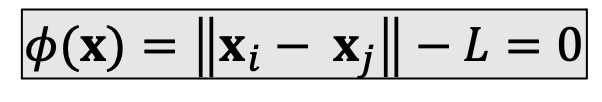 ϕ(𝐱) = ‖𝐱ᵢ − 𝐱ⱼ‖ − L = 0